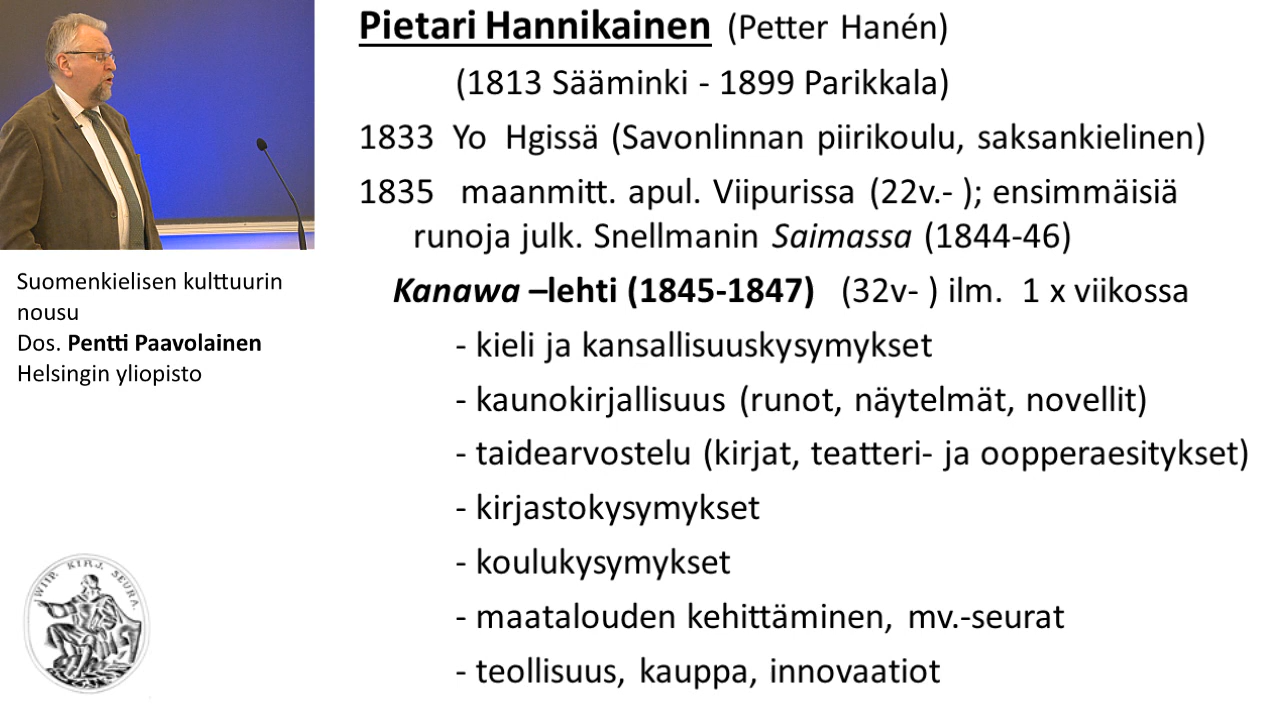 Pietari Hannikainen (Petter Hanén)
(1813 Sääminki - 1899 Parikkala)
1833 Yo Hgissä (Savonlinnan piirikoulu, saksankielinen)
1835 maanmitt. apul. Viipurissa (22v.- ); ensimmäisiä
runoja julk. Snellmanin Saimassa (1844-46)
Kanawa –lehti (1845-1847) (32v- ) ilm. 1 x viikossa
- kieli ja kansallisuuskysymykset
- kaunokirjallisuus (runot, näytelmät, novellit)
- taidearvostelu (kirjat, teatteri- ja oopperaesitykset)
- kirjastokysymykset
- koulukysymykset
- maatalouden kehittäminen, mv.-seurat
- teollisuus, kauppa, innovaatiot
Suomenkielisen kulttuurin
nousu
Dos. Pentti Paavolainen
Helsingin yliopisto
WIIP. KIRJ. SEURA.